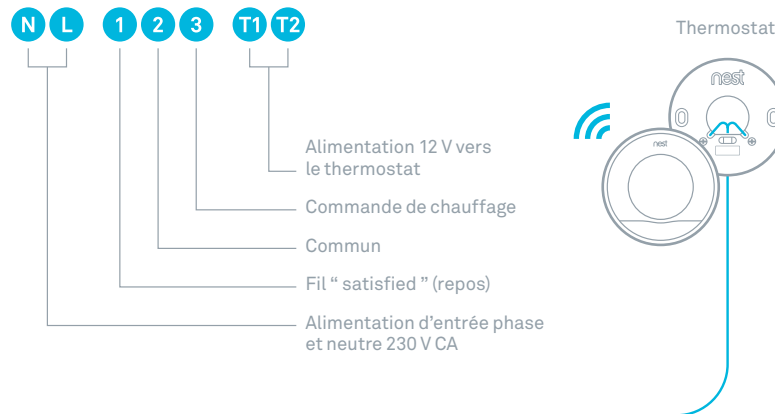 N L 1 2 3 T1 T2
Thermostat
nest
nest
Alimentation 12 V vers
le thermostat
Commande de chauffage
Commun
Fil “ satisfied ” (repos)
Alimentation d’entrée phase
et neutre 230 V CA